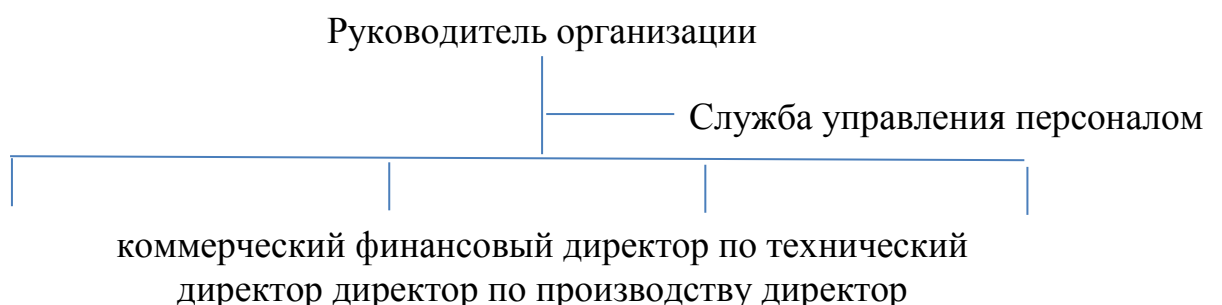 Руководитель организации
Служба управления персоналом
коммерческий финансовый директор по технический
директор директор по производству директор